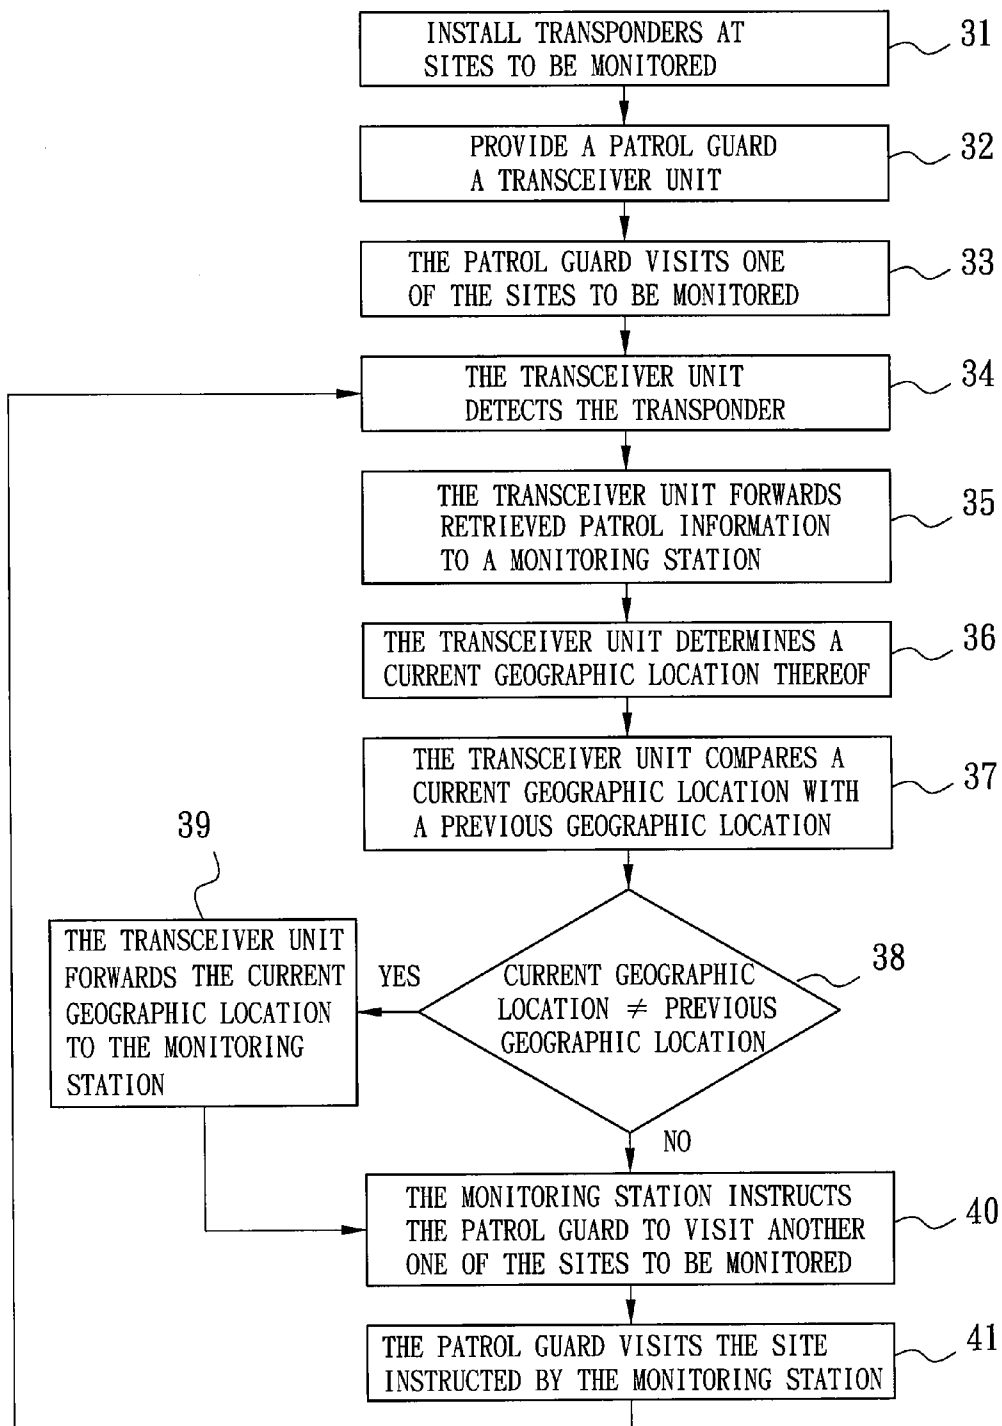 INSTALL TRANSPONDERS AT
SITES TO BE MONITORED
31
PROVIDE A PATROL GUARD
A TRANSCEIVER UNIT
32
THE PATROL GUARD VISITS ONE
OF THE SITES TO BE MONITORED
33
THE TRANSCEIVER UNIT
DETECTS THE TRANSPONDER
34
THE TRANSCEIVER UNIT FORWARDS
RETRIEVED PATROL INFORMATION
TO A MONITORING STATION
35
THE TRANSCEIVER UNIT DETERMINES A
CURRENT GEOGRAPHIC LOCATION THEREOF
36
THE TRANSCEIVER UNIT COMPARES A
CURRENT GEOGRAPHIC LOCATION WITH
A PREVIOUS GEOGRAPHIC LOCATION
37
CURRENT GEOGRAPHIC
LOCATION ≠ PREVIOUS
GEOGRAPHIC LOCATION
38
YES
39
THE TRANSCEIVER UNIT
FORWARDS THE CURRENT
GEOGRAPHIC LOCATION
TO THE MONITORING
STATION
NO
THE MONITORING STATION INSTRUCTS
THE PATROL GUARD TO VISIT ANOTHER
ONE OF THE SITES TO BE MONITORED
40
THE PATROL GUARD VISITS THE SITE
INSTRUCTED BY THE MONITORING STATION
41